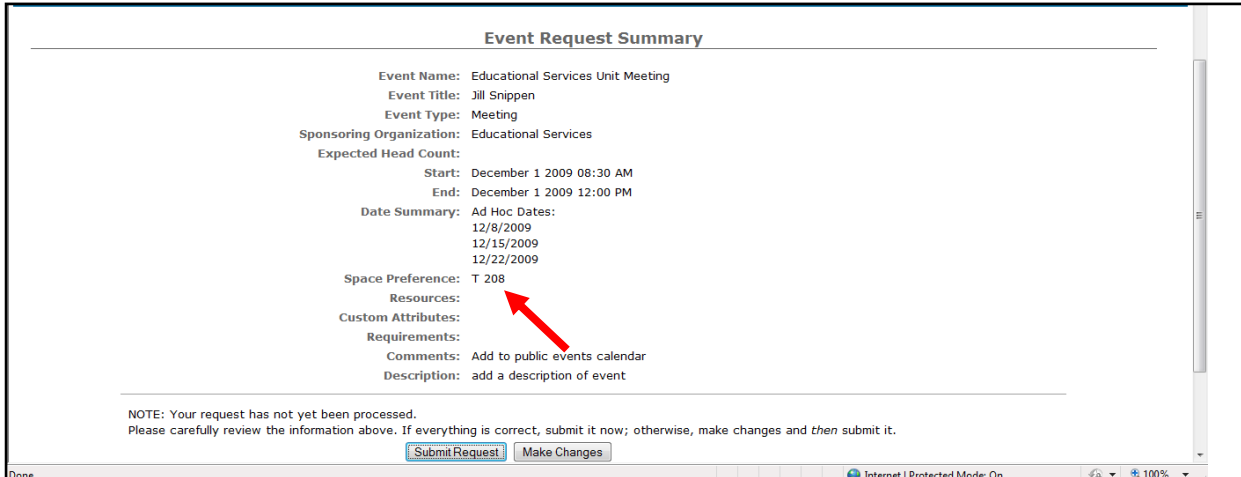 Event Request Summary
Event Name: Educational Services Unit Meeting
Event Title: Jill Snippen
Event Type: Meeting
Sponsoring Organization: Educational Services
Expected Head Count:
Start: December 1 2009 08:30 AM
End: December 1 2009 12:00 PM
Date Summary: Ad Hoc Dates:
12/8/2009
12/15/2009
12/22/2009
Space Preference: T 208
Resources:
Custom Attributes:
Requirements:
Comments: Add to public events calendar
Description: add a description of event
NOTE: Your request has not yet been processed.
Please carefully review the information above. If everything is correct, submit it now; otherwise, make changes and then submit it.
Submit Request Make Changes
Done Internet | Protected Mode: On 100%